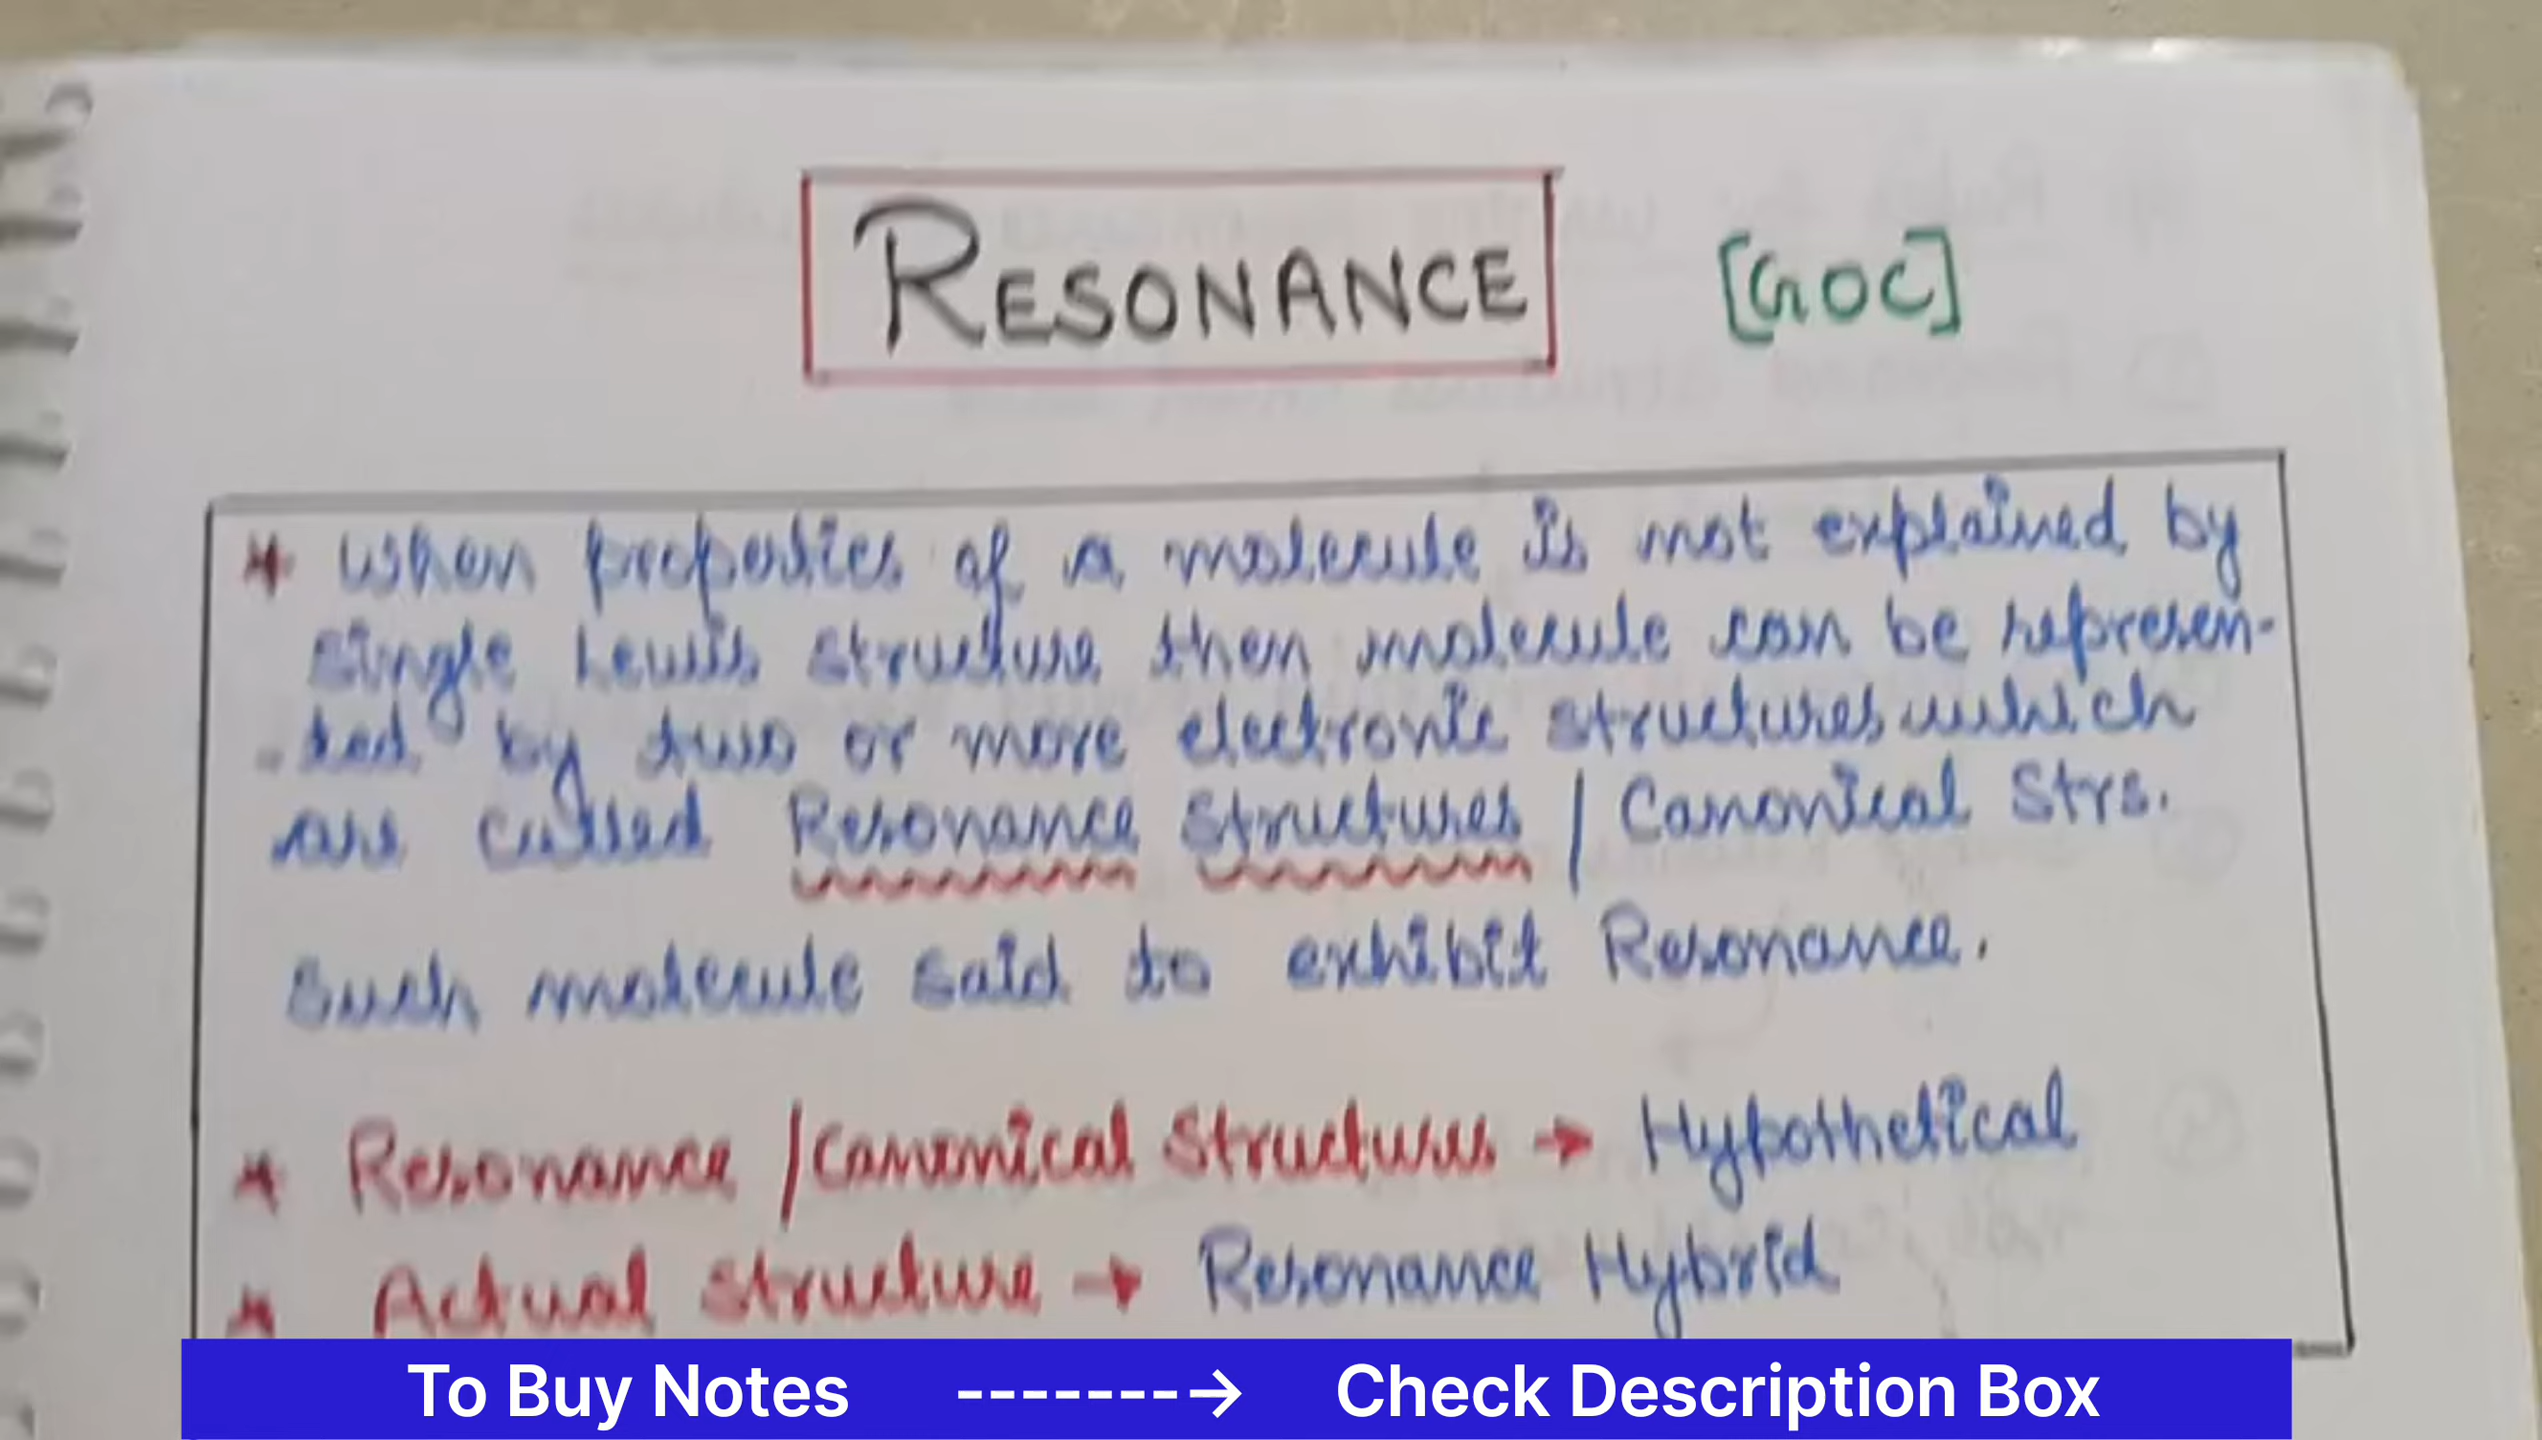 RESONANCE [GOC]
* When properties of a molecule is not explained by
single Lewis structure then molecule can be represen-
-ted by two or more electronic structures which
are called Resonance structures / Canonical Strs.
Such molecule said to exhibit Resonance.
* Resonance / Canonical Structures → Hypothetical
* Actual structure → Resonance Hybrid
To Buy Notes -------→ Check Description Box